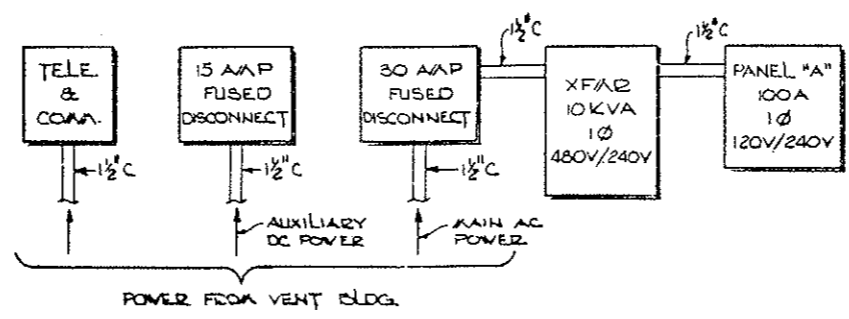 1½"C
1½"C
TELE.
&
COMM.
15 AMP
FUSED
DISCONNECT
30 AMP
FUSED
DISCONNECT
XFMR
10 KVA
1Ø
480V/240V
PANEL "A"
100A
1Ø
120V/240V
1½"C
1½"C
1½"C
AUXILIARY
DC POWER
MAIN AC
POWER
POWER FROM VENT BLDG.